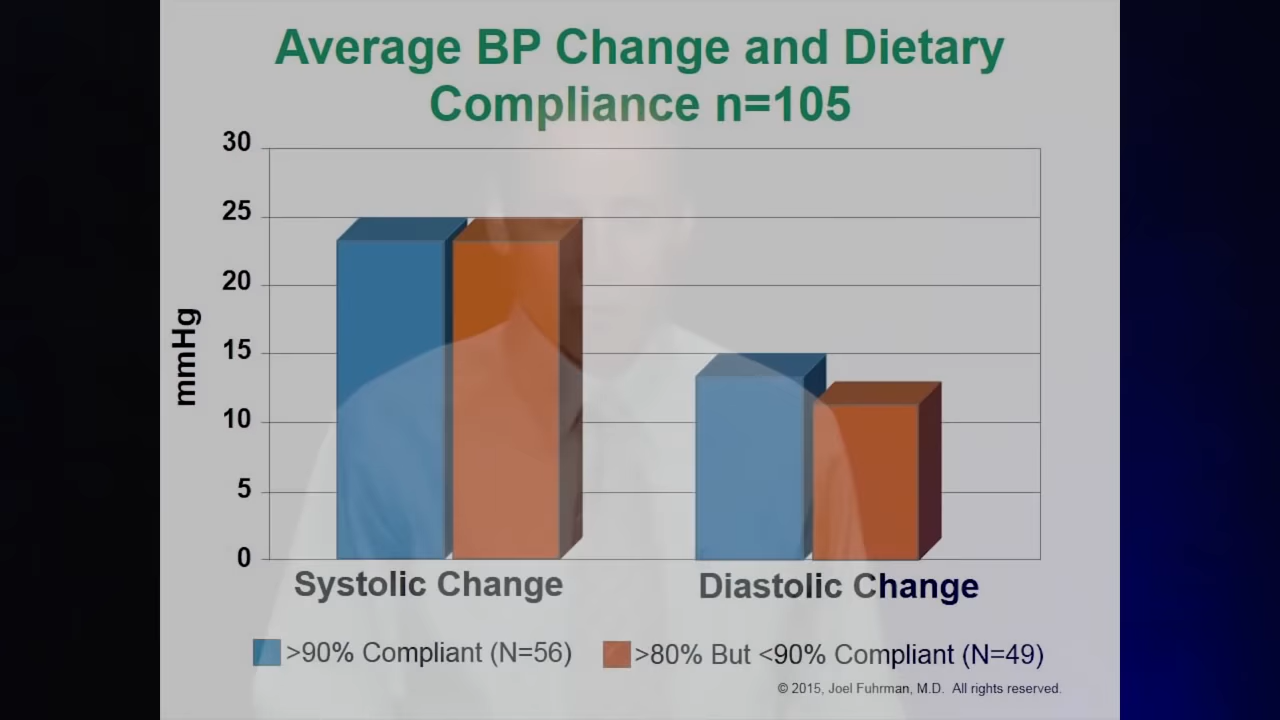 Average BP Change and Dietary
Compliance n=105
30
25
20
15
10
5
0
mmHg
Systolic Change
Diastolic Change
>90% Compliant (N=56)
>80% But <90% Compliant (N=49)
© 2015, Joel Fuhrman, M.D. All rights reserved.